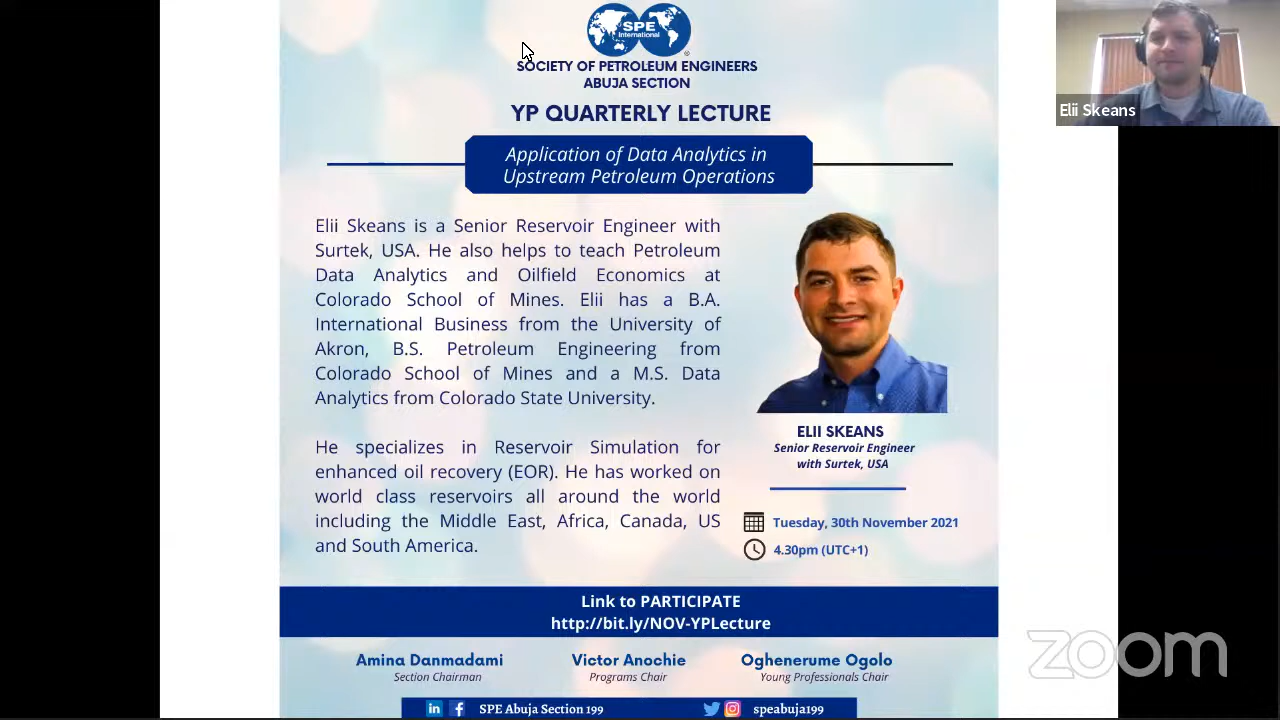 SPE
International
®
SOCIETY OF PETROLEUM ENGINEERS
ABUJA SECTION
YP QUARTERLY LECTURE
Application of Data Analytics in
Upstream Petroleum Operations
Elii Skeans is a Senior Reservoir Engineer with
Surtek, USA. He also helps to teach Petroleum
Data Analytics and Oilfield Economics at
Colorado School of Mines. Elii has a B.A.
International Business from the University of
Akron, B.S. Petroleum Engineering from
Colorado School of Mines and a M.S. Data
Analytics from Colorado State University.
He specializes in Reservoir Simulation for
enhanced oil recovery (EOR). He has worked on
world class reservoirs all around the world
including the Middle East, Africa, Canada, US
and South America.
ELII SKEANS
Senior Reservoir Engineer
with Surtek, USA
Tuesday, 30th November 2021
4.30pm (UTC+1)
Link to PARTICIPATE
http://bit.ly/NOV-YPLecture
Amina Danmadami
Section Chairman
Victor Anochie
Programs Chair
Oghenerume Ogolo
Young Professionals Chair
SPE Abuja Section 199
speabuja199
Elii Skeans
zoom